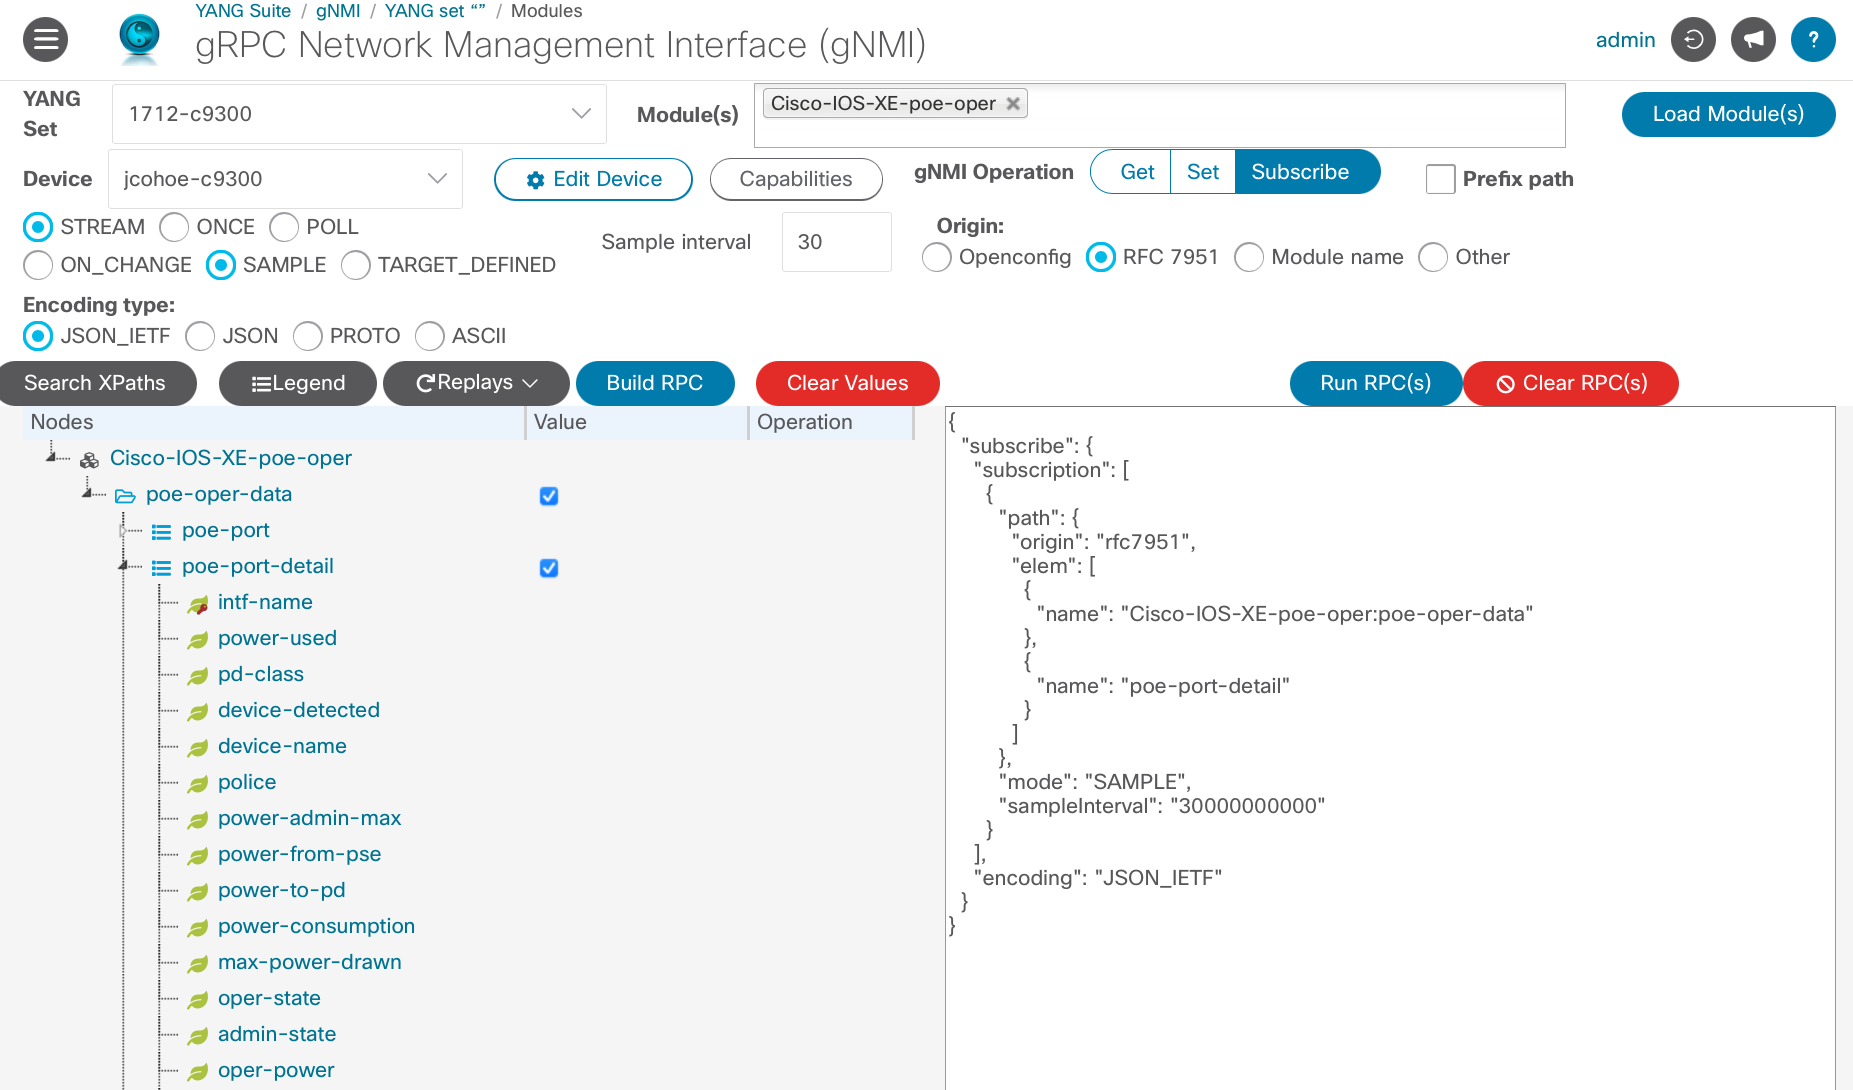 YANG Suite / gNMI / YANG set “” / Modules
gRPC Network Management Interface (gNMI)
admin
?
YANG Set
1712-c9300
Module(s)
Cisco-IOS-XE-poe-oper
Load Module(s)
Device
jcohoe-c9300
Edit Device
Capabilities
gNMI Operation
Get
Set
Subscribe
Prefix path
STREAM
ONCE
POLL
ON_CHANGE
SAMPLE
TARGET_DEFINED
Sample interval
30
Origin:
Openconfig
RFC 7951
Module name
Other
Encoding type:
JSON_IETF
JSON
PROTO
ASCII
Search XPaths
Legend
Replays
Build RPC
Clear Values
Run RPC(s)
Clear RPC(s)
Nodes
Value
Operation
Cisco-IOS-XE-poe-oper
poe-oper-data
poe-port
poe-port-detail
intf-name
power-used
pd-class
device-detected
device-name
police
power-admin-max
power-from-pse
power-to-pd
power-consumption
max-power-drawn
oper-state
admin-state
oper-power
{
"subscribe": {
"subscription": [
{
"path": {
"origin": "rfc7951",
"elem": [
{
"name": "Cisco-IOS-XE-poe-oper:poe-oper-data"
},
{
"name": "poe-port-detail"
}
]
},
"mode": "SAMPLE",
"sampleInterval": "30000000000"
}
],
"encoding": "JSON_IETF"
}
}